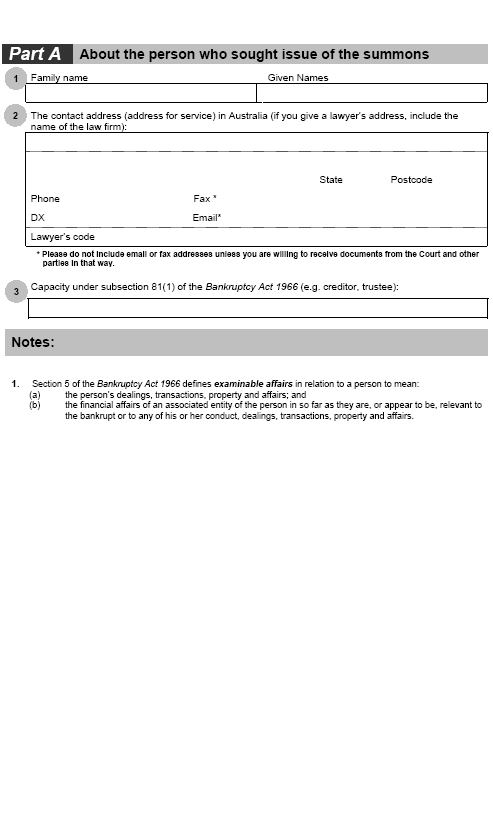 Part A About the person who sought issue of the summons
1 Family name Given Names
2 The contact address (address for service) in Australia (if you give a lawyer's address, include the
name of the law firm):
State Postcode
Phone Fax *
DX Email*
Lawyer's code
* Please do not include email or fax addresses unless you are willing to receive documents from the Court and other
parties in that way.
3 Capacity under subsection 81(1) of the Bankruptcy Act 1966 (e.g. creditor, trustee):
Notes:
1. Section 5 of the Bankruptcy Act 1966 defines examinable affairs in relation to a person to mean:
(a) the person's dealings, transactions, property and affairs; and
(b) the financial affairs of an associated entity of the person in so far as they are, or appear to be, relevant to
the bankrupt or to any of his or her conduct, dealings, transactions, property and affairs.